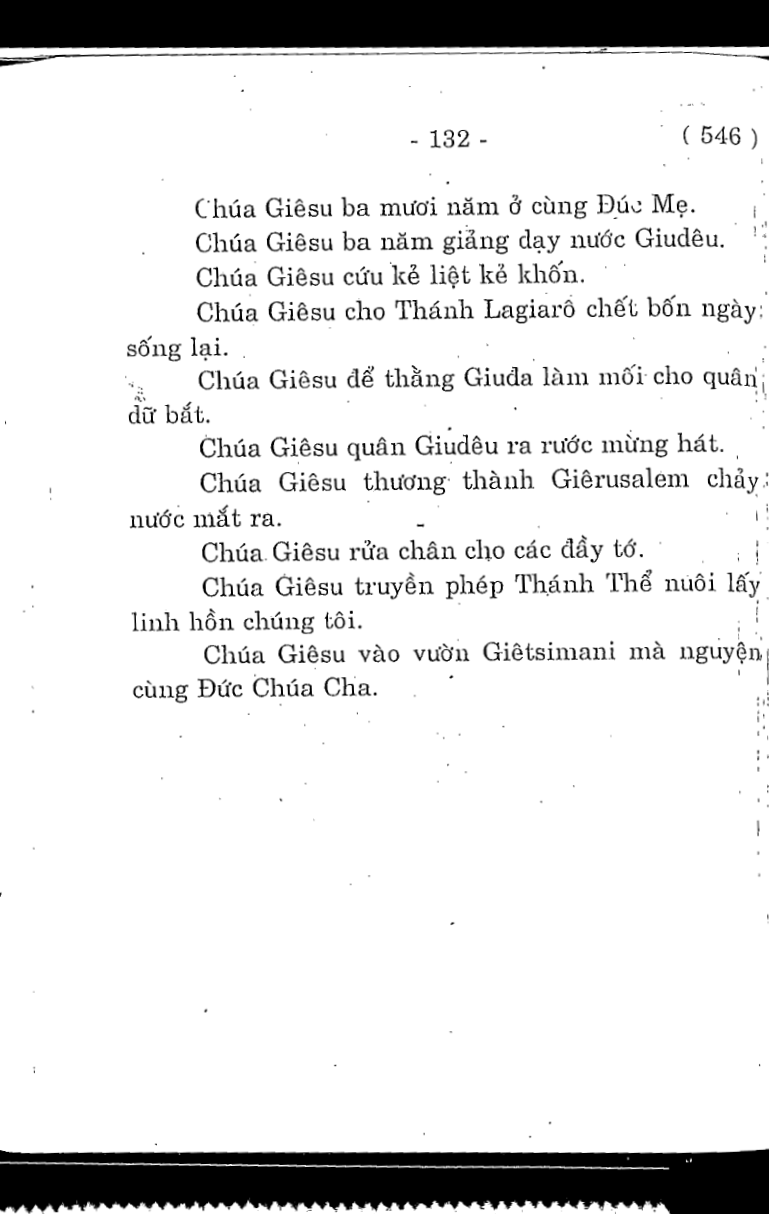 - 132 - ( 546 )
Chúa Giêsu ba mươi năm ở cùng Đức Mẹ.
Chúa Giêsu ba năm giảng dạy nước Giudêu.
Chúa Giêsu cứu kẻ liệt kẻ khốn.
Chúa Giêsu cho Thánh Lagiarô chết bốn ngày
sống lại.
Chúa Giêsu để thằng Giuđa làm mối cho quân
dữ bắt.
Chúa Giêsu quân Giudêu ra rước mừng hát.
Chúa Giêsu thương thành Giêrusalem chảy
nước mắt ra.
Chúa Giêsu rửa chân cho các đầy tớ.
Chúa Giêsu truyền phép Thánh Thể nuôi lấy
linh hồn chúng tôi.
Chúa Giêsu vào vườn Giêtsimani mà nguyện
cùng Đức Chúa Cha.